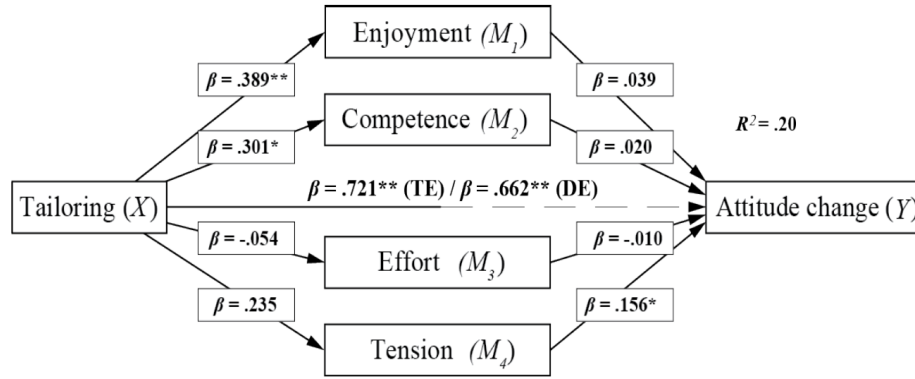 Enjoyment (M1)
β = .389**
β = .039
Competence (M2)
R² = .20
β = .301*
β = .020
β = .721** (TE) / β = .662** (DE)
Tailoring (X)
Attitude change (Y)
β = -.054
β = -.010
Effort (M3)
β = .235
β = .156*
Tension (M4)